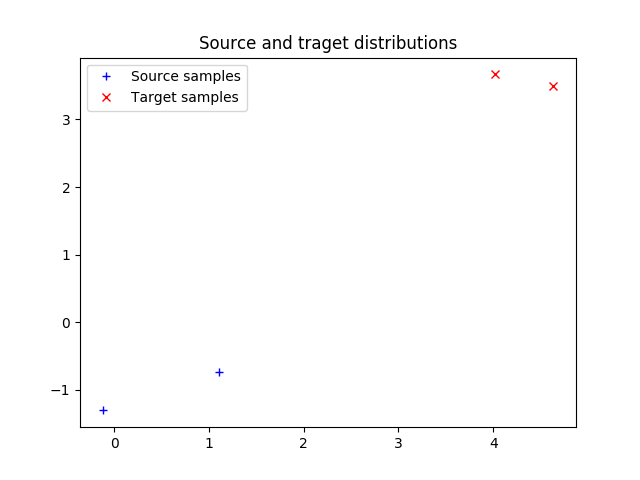 Source and traget distributions
Source samples
Target samples
3
2
1
0
−1
0 1 2 3 4